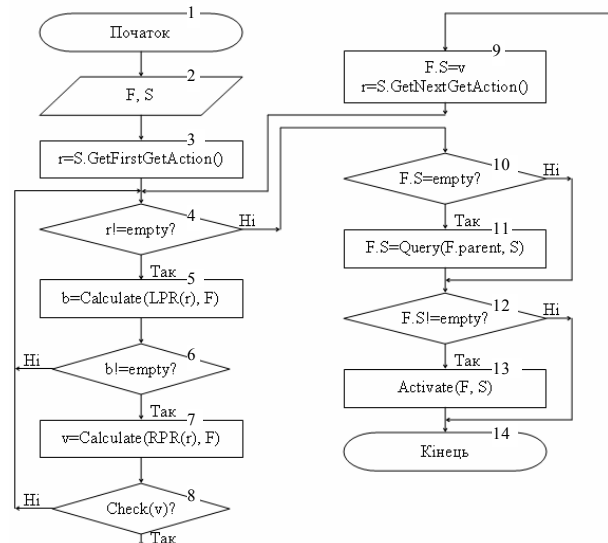 1
Початок
2
F, S
3
r=S.GetFirstGetAction()
4
r!=empty?
Ні
Так
5
b=Calculate(LPR(r), F)
6
b!=empty?
Ні
Так
7
v=Calculate(RPR(r), F)
8
Check(v)?
Ні
Так
9
F.S=v
r=S.GetNextGetAction()
10
F.S=empty?
Ні
Так
11
F.S=Query(F.parent, S)
12
F.S!=empty?
Ні
Так
13
Activate(F, S)
14
Кінець